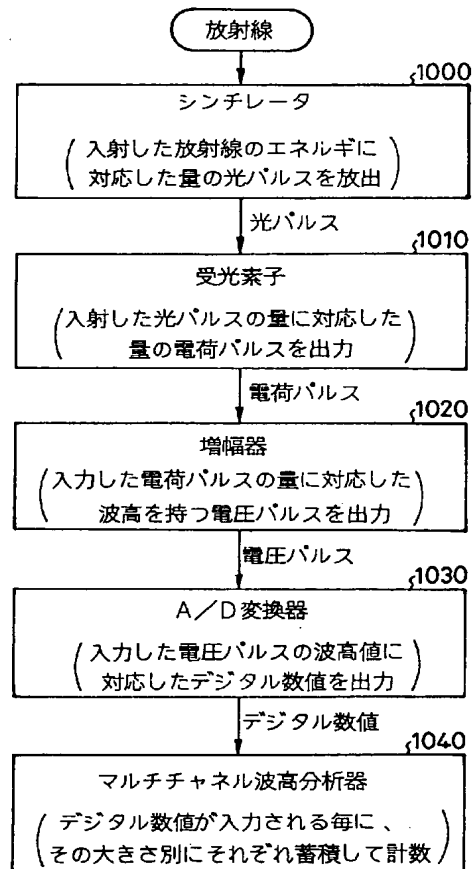 放射線
1000
シンチレータ
(入射した放射線のエネルギに
対応した量の光パルスを放出)
光パルス
1010
受光素子
(入射した光パルスの量に対応した
量の電荷パルスを出力)
電荷パルス
1020
増幅器
(入力した電荷パルスの量に対応した
波高を持つ電圧パルスを出力)
電圧パルス
1030
A/D変換器
(入力した電圧パルスの波高値に
対応したデジタル数値を出力)
デジタル数値
1040
マルチチャネル波高分析器
(デジタル数値が入力される毎に、
その大きさ別にそれぞれ蓄積して計数)